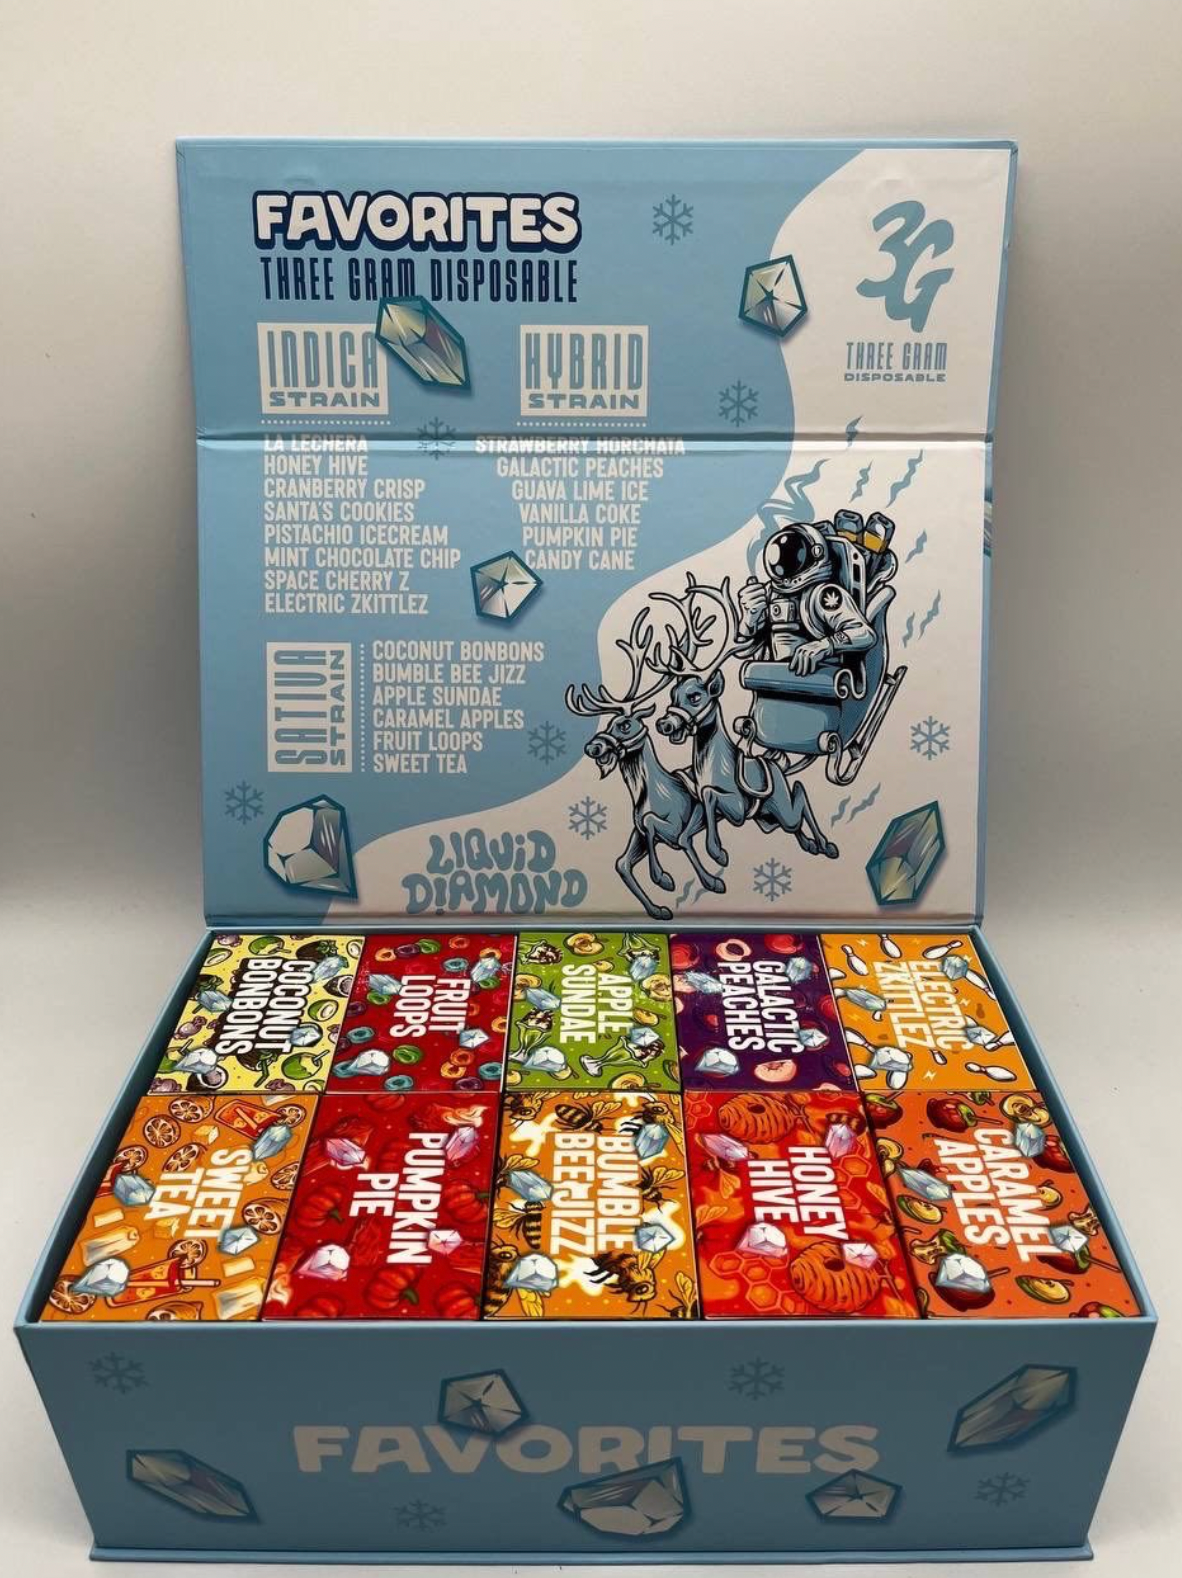 FAVORITES
THREE GRAM DISPOSABLE
3G
THREE GRAM
DISPOSABLE
INDICA
STRAIN
LA LECHERA
HONEY HIVE
CRANBERRY CRISP
SANTA'S COOKIES
PISTACHIO ICECREAM
MINT CHOCOLATE CHIP
SPACE CHERRY Z
ELECTRIC ZKITTLEZ
HYBRID
STRAIN
STRAWBERRY HORCHATA
GALACTIC PEACHES
GUAVA LIME ICE
VANILLA COKE
PUMPKIN PIE
CANDY CANE
SATIVA
STRAIN
COCONUT BONBONS
BUMBLE BEE JIZZ
APPLE SUNDAE
CARAMEL APPLES
FRUIT LOOPS
SWEET TEA
LIQUID
DIAMOND
COCONUT
BONBONS
FRUIT
LOOPS
APPLE
SUNDAE
GALACTIC
PEACHES
ELECTRIC
ZKITTLEZ
SWEET
TEA
PUMPKIN
PIE
BUMBLE
BEE JIZZ
HONEY
HIVE
CARAMEL
APPLES
FAVORITES